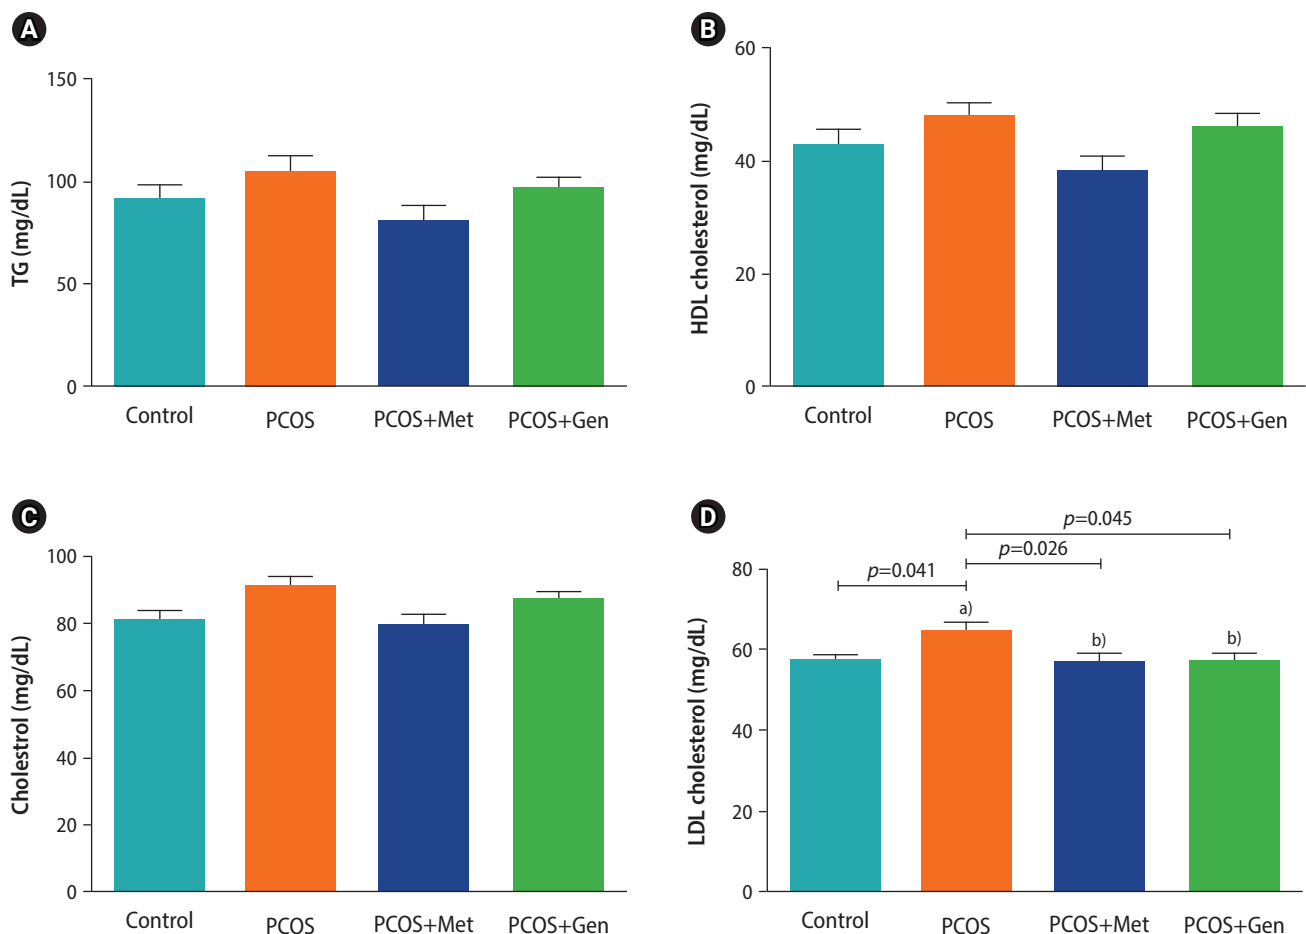 A
TG (mg/dL)
150
100
50
0
Control
PCOS
PCOS+Met
PCOS+Gen
B
HDL cholesterol (mg/dL)
60
40
20
0
Control
PCOS
PCOS+Met
PCOS+Gen
C
Cholestrol (mg/dL)
100
80
60
40
20
0
Control
PCOS
PCOS+Met
PCOS+Gen
D
LDL cholesterol (mg/dL)
80
60
40
20
0
p=0.045
p=0.026
p=0.041
a)
b)
b)
Control
PCOS
PCOS+Met
PCOS+Gen